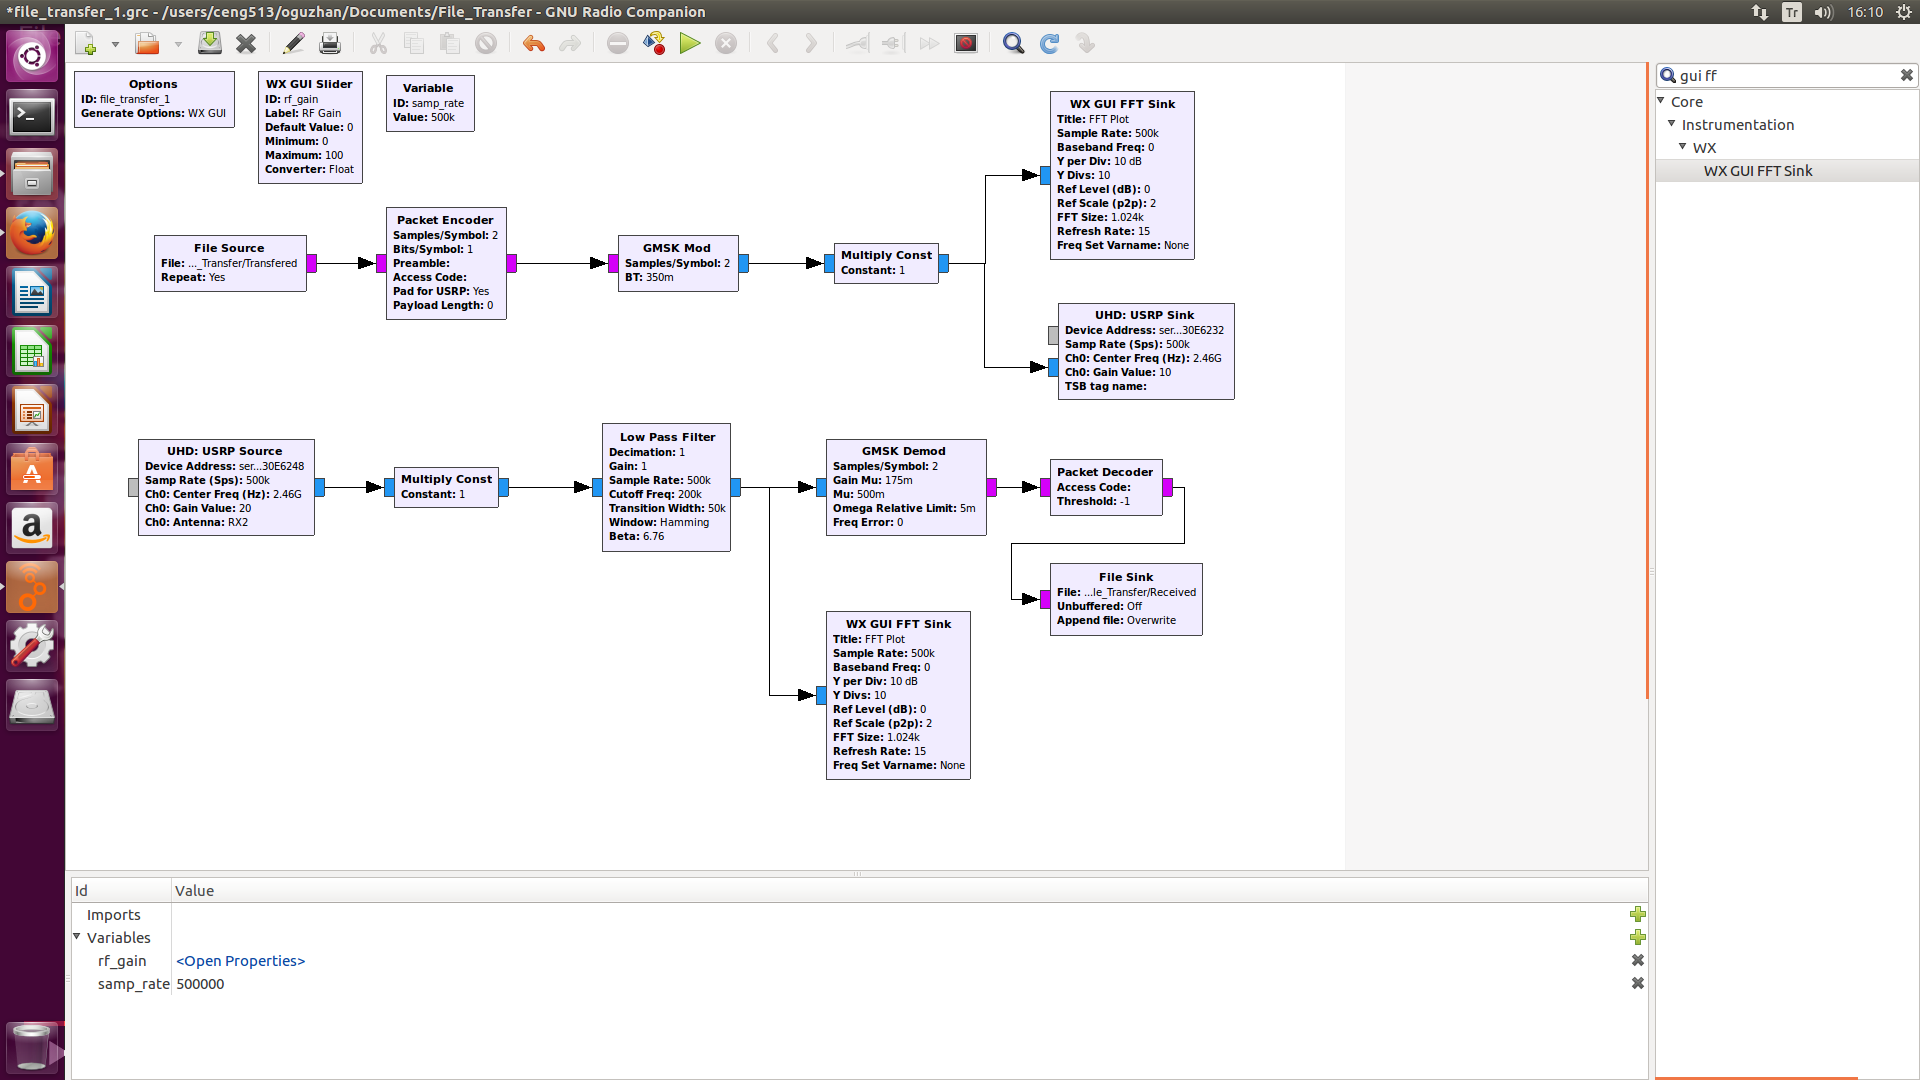 *file_transfer_1.grc - /users/ceng513/oguzhan/Documents/File_Transfer - GNU Radio Companion
Tr
16:10
Options
ID: file_transfer_1
Generate Options: WX GUI
WX GUI Slider
ID: rf_gain
Label: RF Gain
Default Value: 0
Minimum: 0
Maximum: 100
Converter: Float
Variable
ID: samp_rate
Value: 500k
WX GUI FFT Sink
Title: FFT Plot
Sample Rate: 500k
Baseband Freq: 0
Y per Div: 10 dB
Y Divs: 10
Ref Level (dB): 0
Ref Scale (p2p): 2
FFT Size: 1.024k
Refresh Rate: 15
Freq Set Varname: None
File Source
File: ..._Transfer/Transfered
Repeat: Yes
Packet Encoder
Samples/Symbol: 2
Bits/Symbol: 1
Preamble:
Access Code:
Pad for USRP: Yes
Payload Length: 0
GMSK Mod
Samples/Symbol: 2
BT: 350m
Multiply Const
Constant: 1
UHD: USRP Sink
Device Address: ser...30E6232
Samp Rate (Sps): 500k
Ch0: Center Freq (Hz): 2.46G
Ch0: Gain Value: 10
TSB tag name:
UHD: USRP Source
Device Address: ser...30E6248
Samp Rate (Sps): 500k
Ch0: Center Freq (Hz): 2.46G
Ch0: Gain Value: 20
Ch0: Antenna: RX2
Multiply Const
Constant: 1
Low Pass Filter
Decimation: 1
Gain: 1
Sample Rate: 500k
Cutoff Freq: 200k
Transition Width: 50k
Window: Hamming
Beta: 6.76
GMSK Demod
Samples/Symbol: 2
Gain Mu: 175m
Mu: 500m
Omega Relative Limit: 5m
Freq Error: 0
Packet Decoder
Access Code:
Threshold: -1
File Sink
File: ...le_Transfer/Received
Unbuffered: Off
Append file: Overwrite
WX GUI FFT Sink
Title: FFT Plot
Sample Rate: 500k
Baseband Freq: 0
Y per Div: 10 dB
Y Divs: 10
Ref Level (dB): 0
Ref Scale (p2p): 2
FFT Size: 1.024k
Refresh Rate: 15
Freq Set Varname: None
gui ff
Core
Instrumentation
WX
WX GUI FFT Sink
Id Value
Imports
Variables
rf_gain <Open Properties>
samp_rate 500000